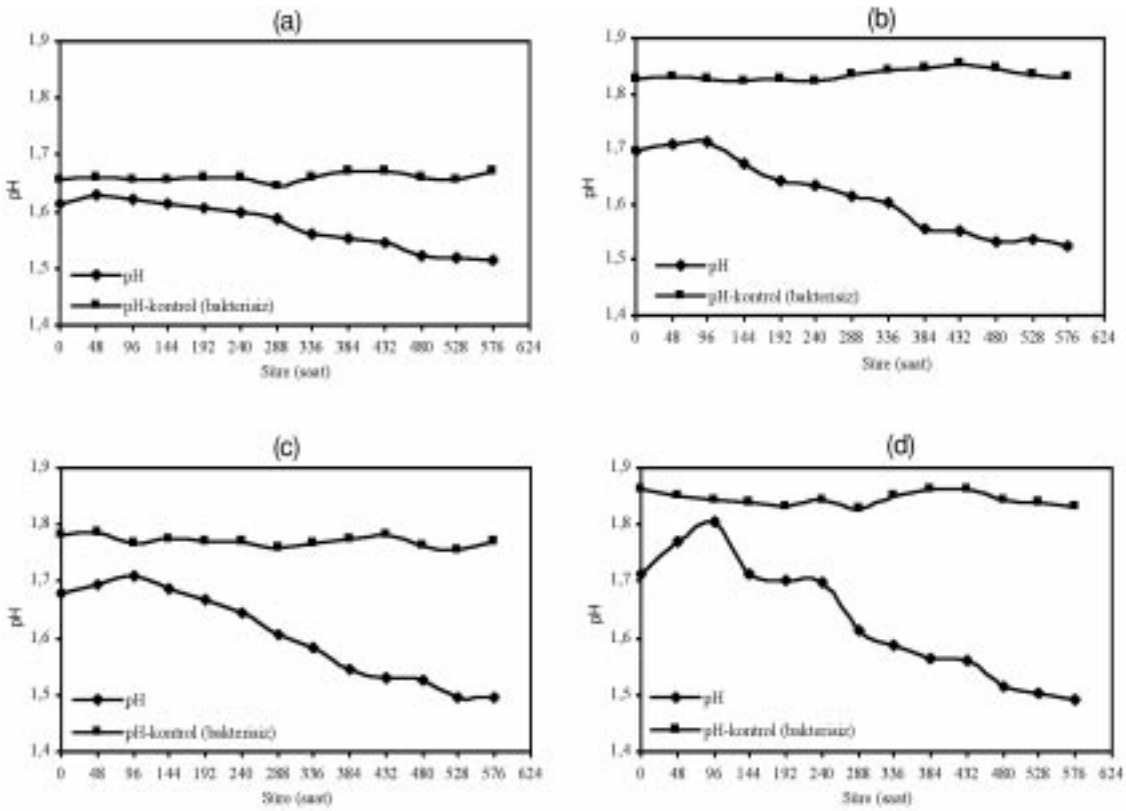 (a)
1,9
1,8
1,7
1,6
1,5
1,4
pH
pH
pH-kontrol (bakterisiz)
0 48 96 144 192 240 288 336 384 432 480 528 576 624
Süre (saat)
(b)
1,9
1,8
1,7
1,6
1,5
1,4
pH
pH
pH-kontrol (bakterisiz)
0 48 96 144 192 240 288 336 384 432 480 528 576 624
Süre (saat)
(c)
1,9
1,8
1,7
1,6
1,5
1,4
pH
pH
pH-kontrol (bakterisiz)
0 48 96 144 192 240 288 336 384 432 480 528 576 624
Süre (saat)
(d)
1,9
1,8
1,7
1,6
1,5
1,4
pH
pH
pH-kontrol (bakterisiz)
0 48 96 144 192 240 288 336 384 432 480 528 576 624
Süre (saat)